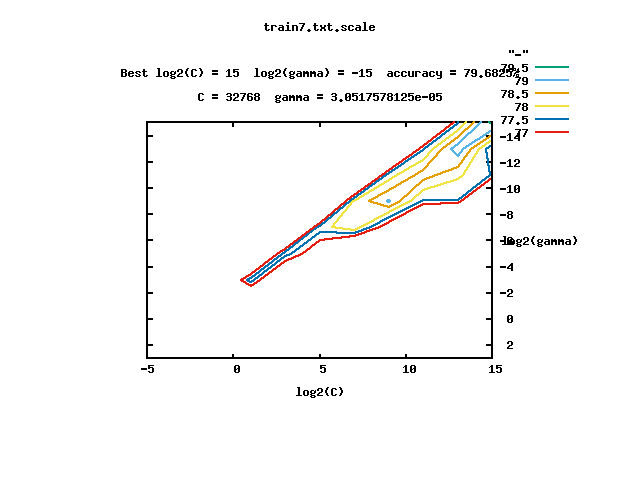 train7.txt.scale
"-"
Best log2(C) = 15 log2(gamma) = -15 accuracy = 79.6825%
79.5
79
C = 32768 gamma = 3.0517578125e-05
78.5
78
77.5
77
-14
-12
-10
-8
-6
log2(gamma)
-4
-2
0
2
-5 0 5 10 15
log2(C)